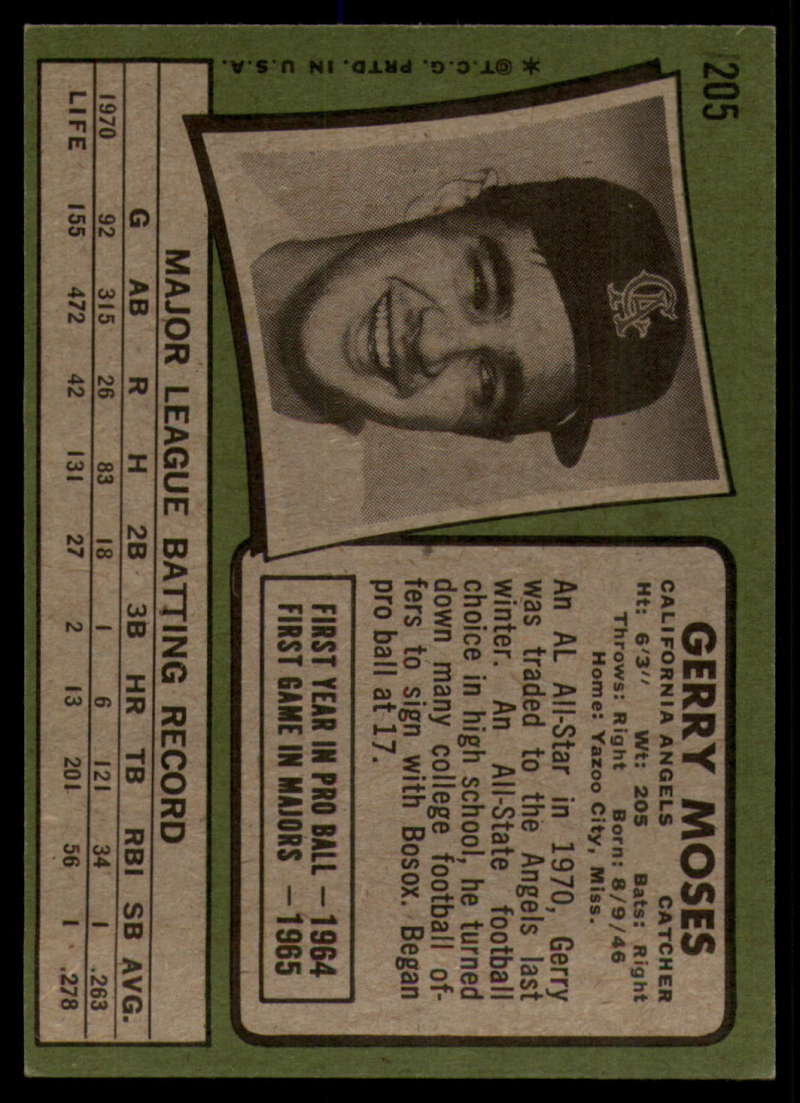 205
GERRY MOSES
CALIFORNIA ANGELS CATCHER
Ht: 6'3" Wt: 205 Bats: Right
Throws: Right Born: 8/9/46
Home: Yazoo City, Miss.
An AL All-Star in 1970, Gerry
was traded to the Angels last
winter. An All-State football
choice in high school, he turned
down many college football of-
fers to sign with Bosox. Began
pro ball at 17.
FIRST YEAR IN PRO BALL — 1964
FIRST GAME IN MAJORS — 1965
CA
✶ ©T.C.G. PRTD. IN U.S.A.
MAJOR LEAGUE BATTING RECORD
G AB R H 2B 3B HR TB RBI SB AVG.
1970 92 315 26 83 18 1 6 121 34 1 .263
LIFE 155 472 42 131 27 2 13 201 56 1 .278